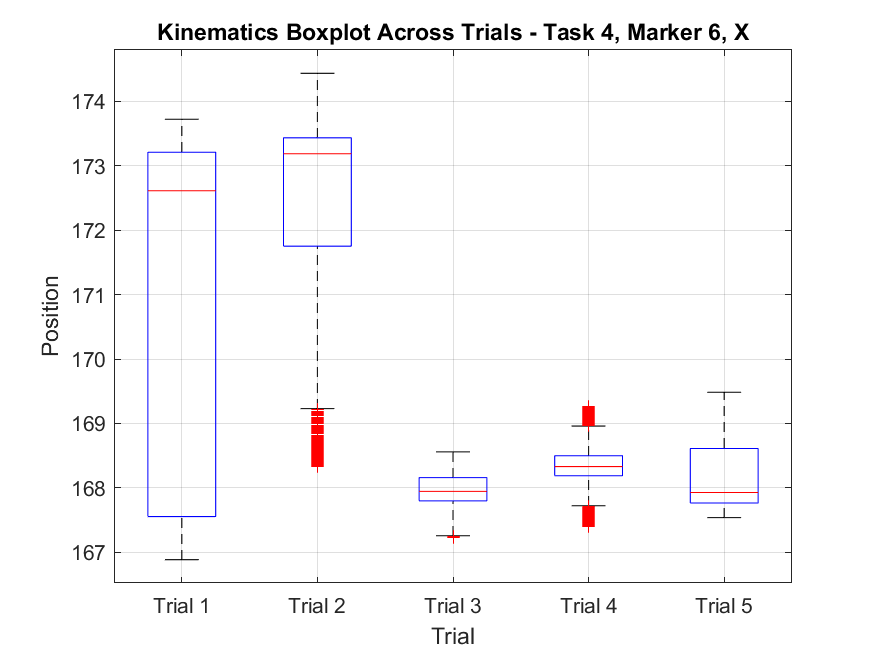 Kinematics Boxplot Across Trials - Task 4, Marker 6, X
174
173
172
171
170
169
168
167
Position
Trial 1 Trial 2 Trial 3 Trial 4 Trial 5
Trial